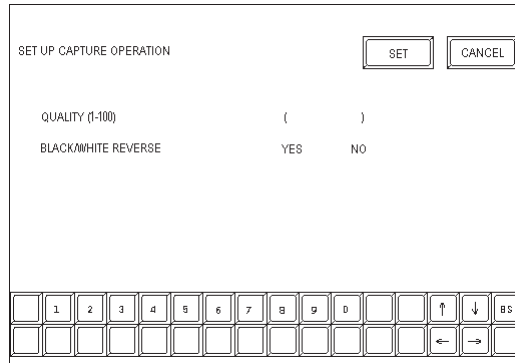 SET UP CAPTURE OPERATION SET CANCEL
QUALITY (1-100) ( )
BLACK/WHITE REVERSE YES NO
1 2 3 4 5 6 7 8 9 0 ↑ ↓ BS
← →